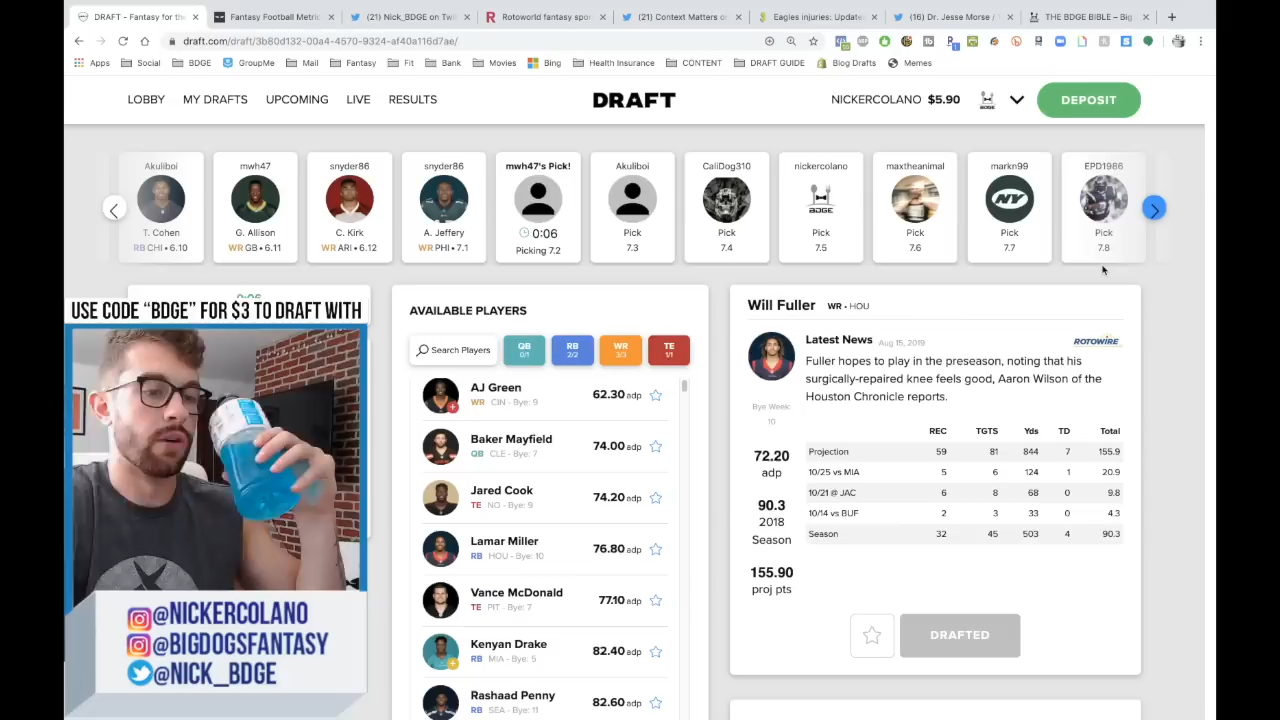 DRAFT - Fantasy for the
Fantasy Football Metric
(21) Nick_BDGE on Tw
Rotoworld fantasy spo
(21) Context Matters o
Eagles injuries: Update
(16) Dr. Jesse Morse /
THE BDGE BIBLE – Big
draft.com/draft/3b80d132-00a4-4570-9324-af40a116d7ae/
Apps
Social
BDGE
GroupMe
Mail
Fantasy
Fit
Bank
Movies
Bing
Health Insurance
CONTENT
DRAFT GUIDE
Blog Drafts
Memes
LOBBY
MY DRAFTS
UPCOMING
LIVE
RESULTS
DRAFT
NICKERCOLANO $5.90
DEPOSIT
Akuliboi
T. Cohen
RB CHI • 6.10
mwh47
G. Allison
WR GB • 6.11
snyder86
C. Kirk
WR ARI • 6.12
snyder86
A. Jeffery
WR PHI • 7.1
mwh47's Pick!
0:06
Picking 7.2
Akuliboi
Pick
7.3
CaliDog310
Pick
7.4
nickercolano
BDGE
Pick
7.5
maxtheanimal
Pick
7.6
markn99
NY
Pick
7.7
EPD1986
Pick
7.8
USE CODE “BDGE” FOR $3 TO DRAFT WITH
@NICKERCOLANO
@BIGDOGSFANTASY
@NICK_BDGE
AVAILABLE PLAYERS
Search Players
QB
0/1
RB
2/2
WR
3/3
TE
1/1
AJ Green
WR CIN - Bye: 9
62.30 adp
Baker Mayfield
QB CLE - Bye: 7
74.00 adp
Jared Cook
TE NO - Bye: 9
74.20 adp
Lamar Miller
RB HOU - Bye: 10
76.80 adp
Vance McDonald
TE PIT - Bye: 7
77.10 adp
Kenyan Drake
RB MIA - Bye: 5
82.40 adp
Rashaad Penny
RB SEA - Bye: 11
82.60 adp
Will Fuller WR • HOU
Latest News Aug 15, 2019
ROTOWIRE
Fuller hopes to play in the preseason, noting that his
surgically-repaired knee feels good, Aaron Wilson of the
Houston Chronicle reports.
Bye Week:
10
72.20
adp
90.3
2018
Season
155.90
proj pts
REC TGTS Yds TD Total
Projection 59 81 844 7 155.9
10/25 vs MIA 5 6 124 1 20.9
10/21 @ JAC 6 8 68 0 9.8
10/14 vs BUF 2 3 33 0 4.3
Season 32 45 503 4 90.3
DRAFTED